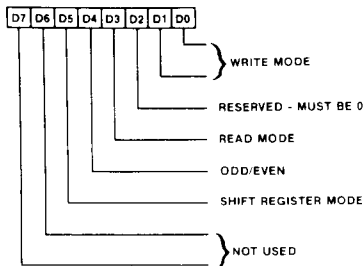 D7 D6 D5 D4 D3 D2 D1 D0
WRITE MODE
RESERVED - MUST BE 0
READ MODE
ODD/EVEN
SHIFT REGISTER MODE
NOT USED